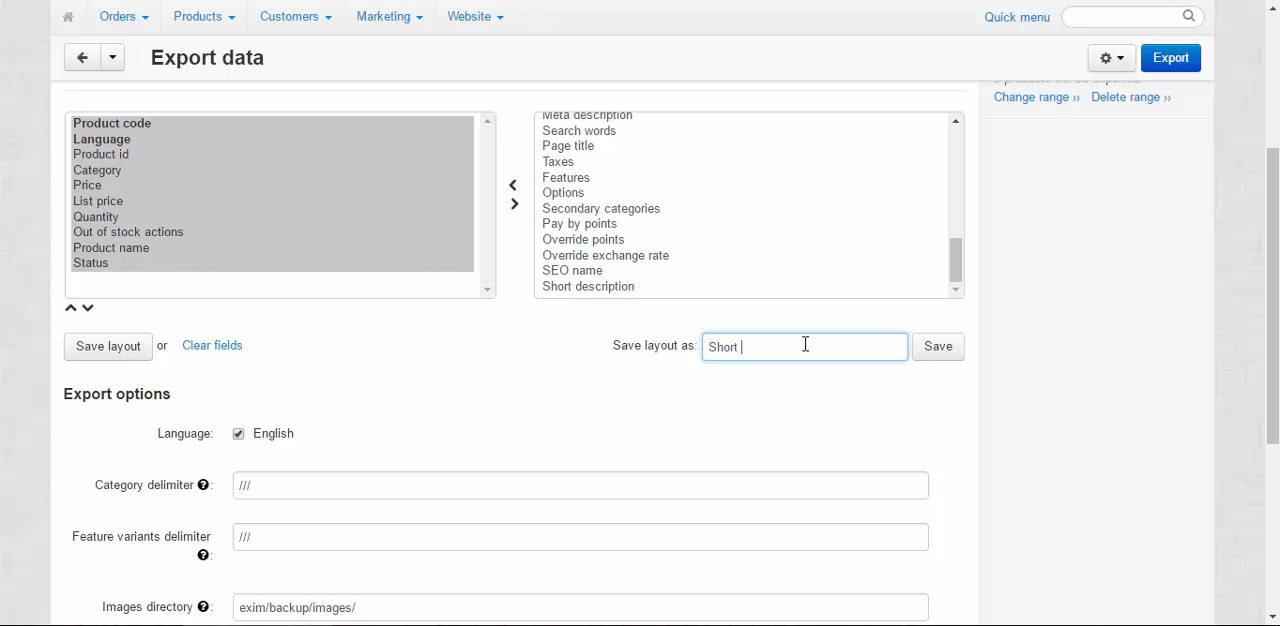 Orders Products Customers Marketing Website Quick menu
Export data Export
Change range ›› Delete range ››
Product code
Language
Product id
Category
Price
List price
Quantity
Out of stock actions
Product name
Status
Meta description
Search words
Page title
Taxes
Features
Options
Secondary categories
Pay by points
Override points
Override exchange rate
SEO name
Short description
Save layout or Clear fields Save layout as: Short Save
Export options
Language: English
Category delimiter ? : ///
Feature variants delimiter ///
? :
Images directory ? : exim/backup/images/